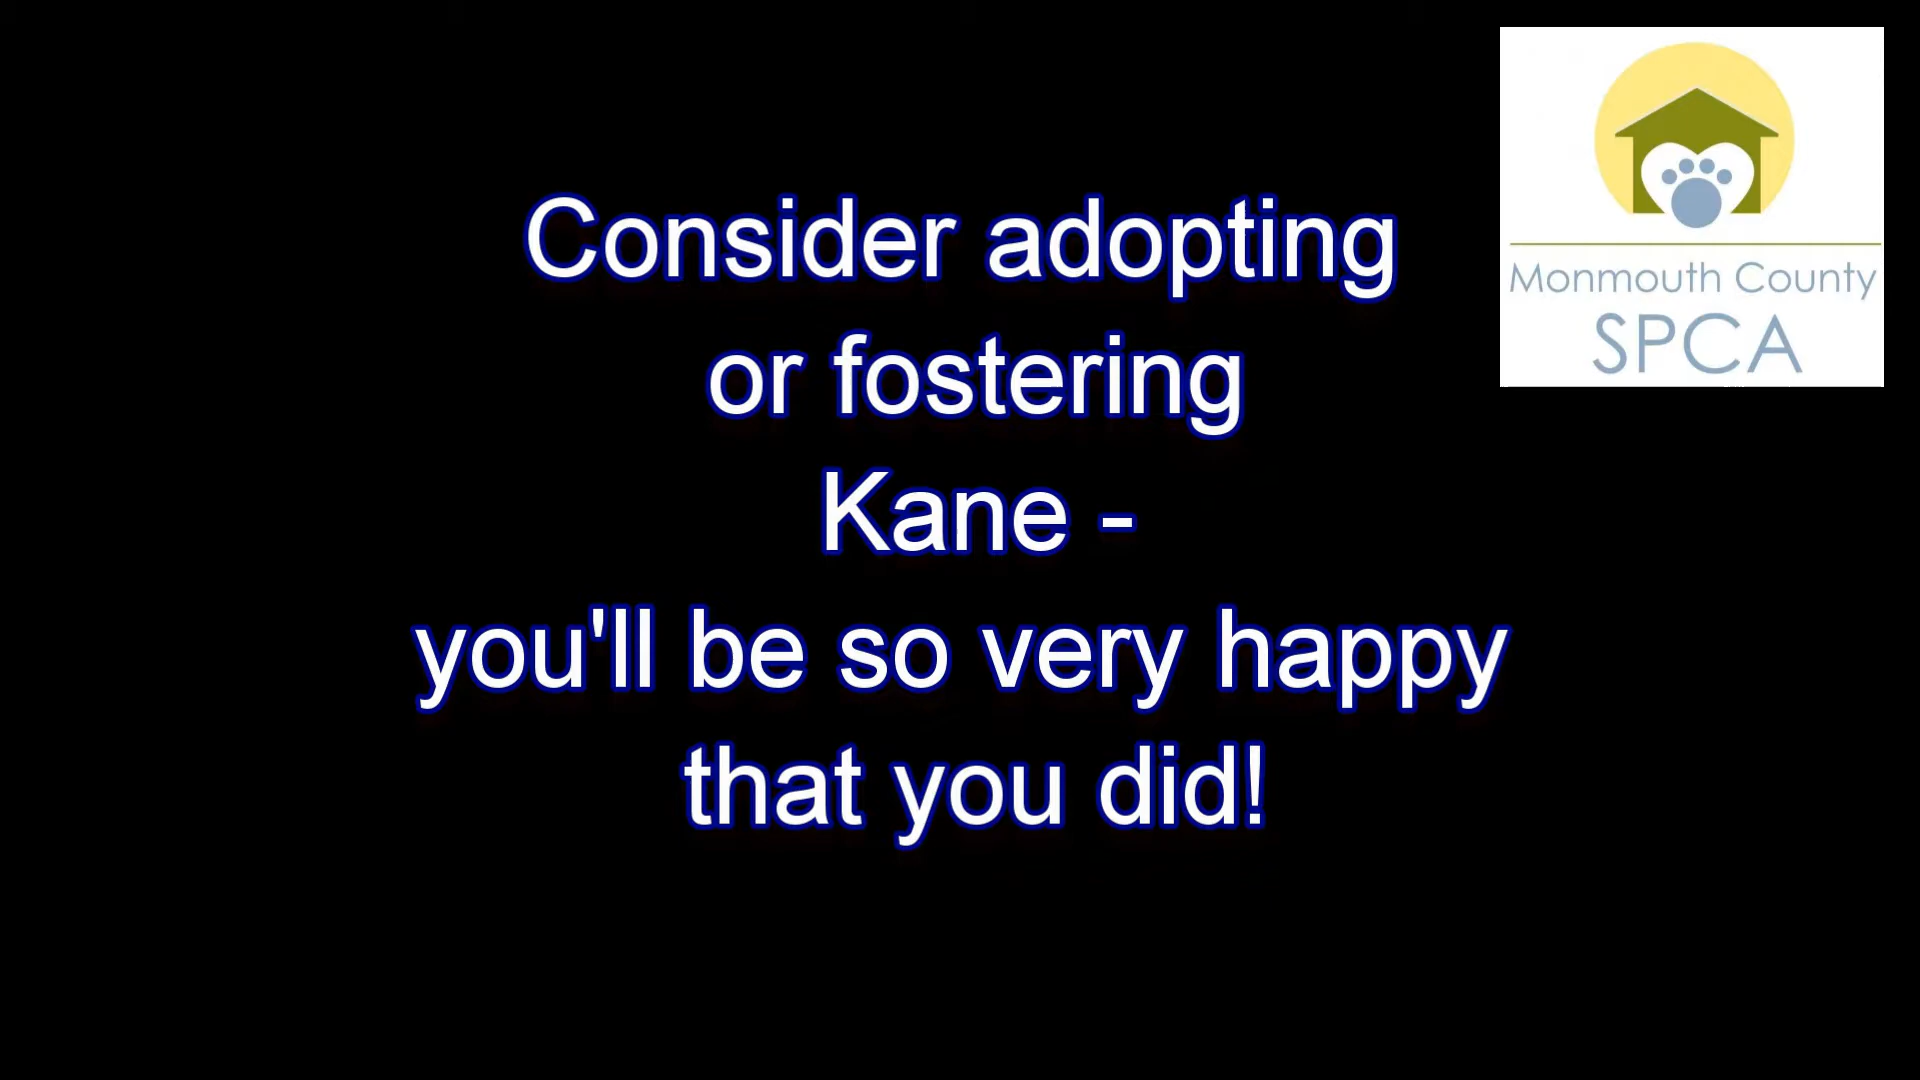 Consider adopting
or fostering
Kane -
you'll be so very happy
that you did!
Monmouth County
SPCA